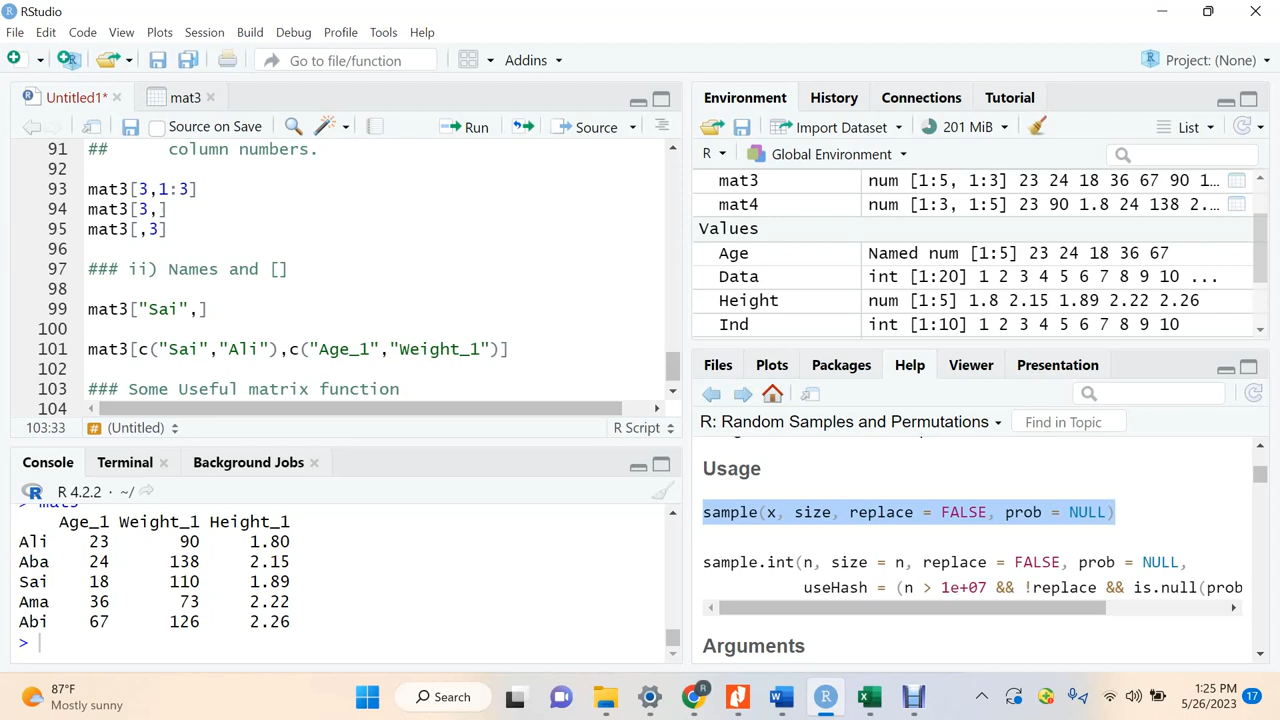 RStudio
File Edit Code View Plots Session Build Debug Profile Tools Help
Go to file/function Addins Project: (None)
Untitled1* mat3
Source on Save Run Source
91 ## column numbers.
92
93 mat3[3,1:3]
94 mat3[3,]
95 mat3[,3]
96
97 ### ii) Names and []
98
99 mat3["Sai",]
100
101 mat3[c("Sai","Ali"),c("Age_1","Weight_1")]
102
103 ### Some Useful matrix function
104
103:33 # (Untitled) R Script
Console Terminal Background Jobs
R 4.2.2 · ~/
> mat3
Age_1 Weight_1 Height_1
Ali 23 90 1.80
Aba 24 138 2.15
Sai 18 110 1.89
Ama 36 73 2.22
Abi 67 126 2.26
>
Environment History Connections Tutorial
Import Dataset 201 MiB List
R Global Environment
mat3 num [1:5, 1:3] 23 24 18 36 67 90 1…
mat4 num [1:3, 1:5] 23 90 1.8 24 138 2.…
Values
Age Named num [1:5] 23 24 18 36 67
Data int [1:20] 1 2 3 4 5 6 7 8 9 10 ...
Height num [1:5] 1.8 2.15 1.89 2.22 2.26
Ind int [1:10] 1 2 3 4 5 6 7 8 9 10
Files Plots Packages Help Viewer Presentation
R: Random Samples and Permutations Find in Topic
Usage
sample(x, size, replace = FALSE, prob = NULL)
sample.int(n, size = n, replace = FALSE, prob = NULL,
useHash = (n > 1e+07 && !replace && is.null(prob
Arguments
87°F
Mostly sunny
Search
1:25 PM
5/26/2023
17